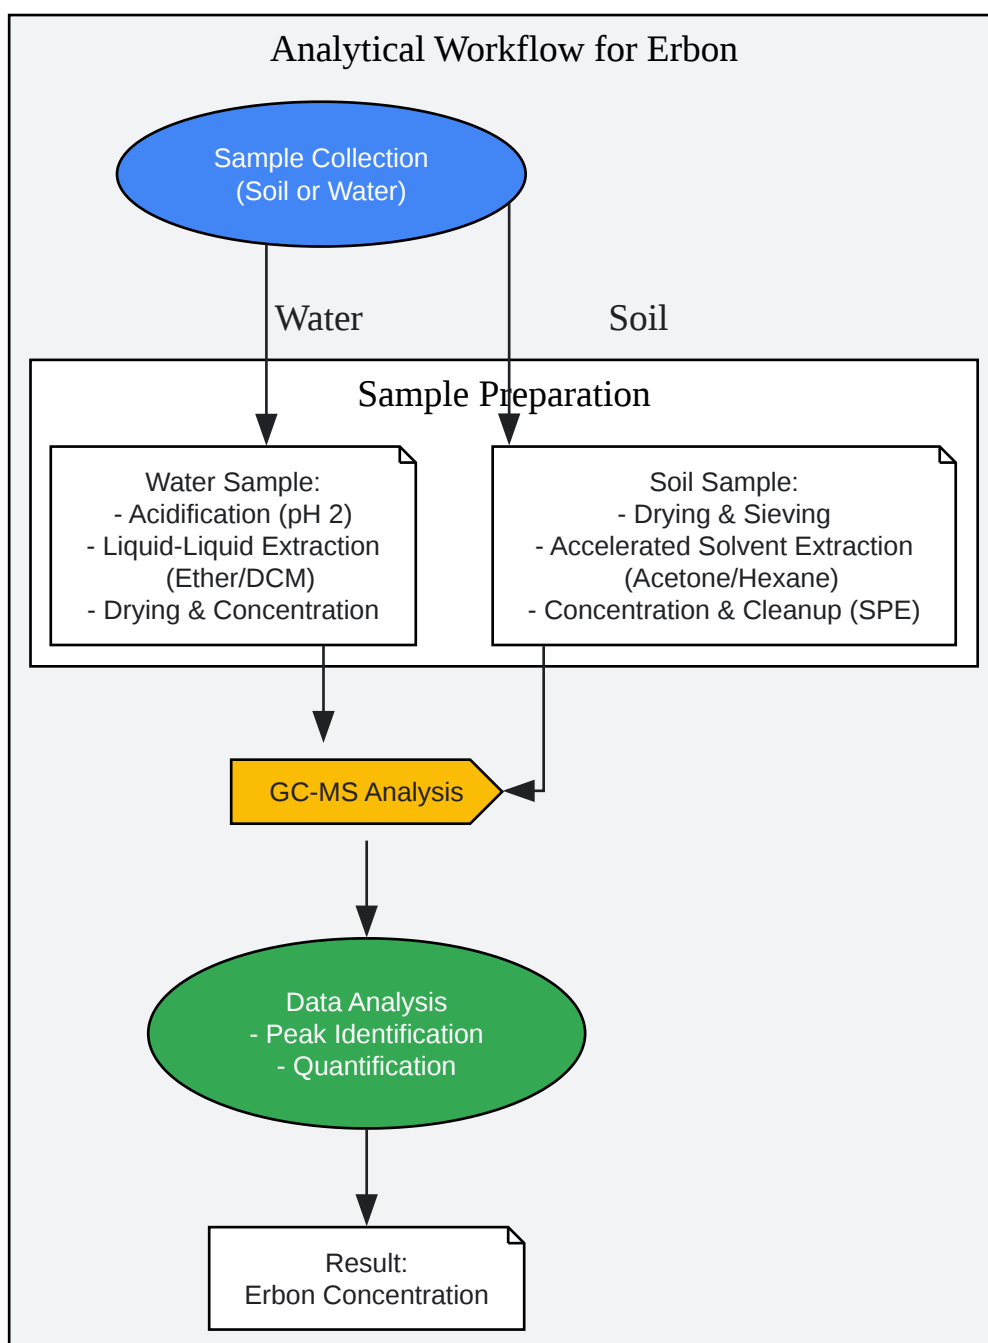 Analytical Workflow for Erbon
Sample Collection
(Soil or Water)
Water
Soil
Sample Preparation
Water Sample:
- Acidification (pH 2)
- Liquid-Liquid Extraction
(Ether/DCM)
- Drying & Concentration
Soil Sample:
- Drying & Sieving
- Accelerated Solvent Extraction
(Acetone/Hexane)
- Concentration & Cleanup (SPE)
GC-MS Analysis
Data Analysis
- Peak Identification
- Quantification
Result:
Erbon Concentration